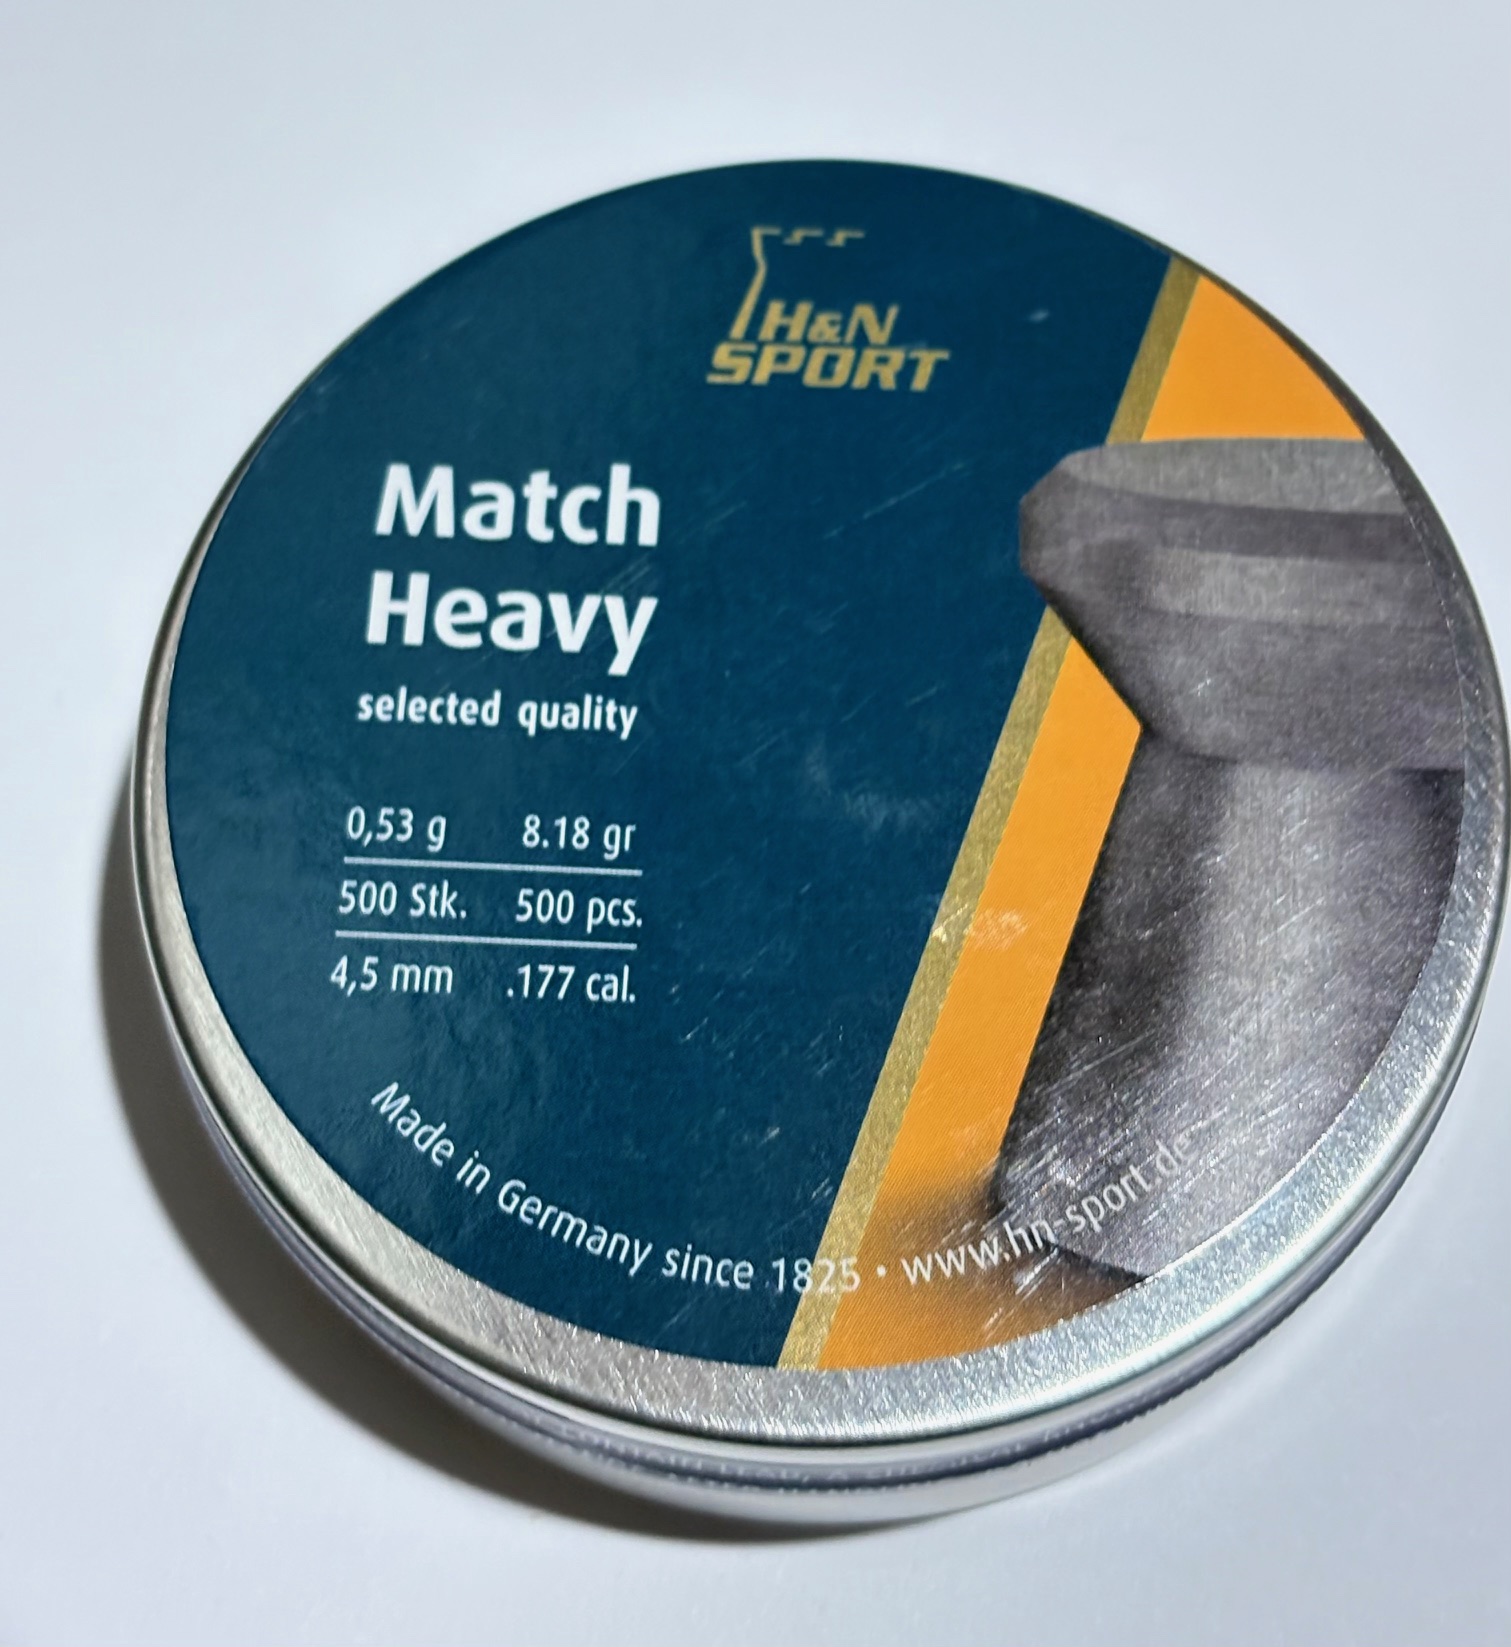 H&N
SPORT
Match
Heavy
selected quality
0,53 g 8.18 gr
500 Stk. 500 pcs.
4,5 mm .177 cal.
Made in Germany since 1825 • www.hn-sport.de